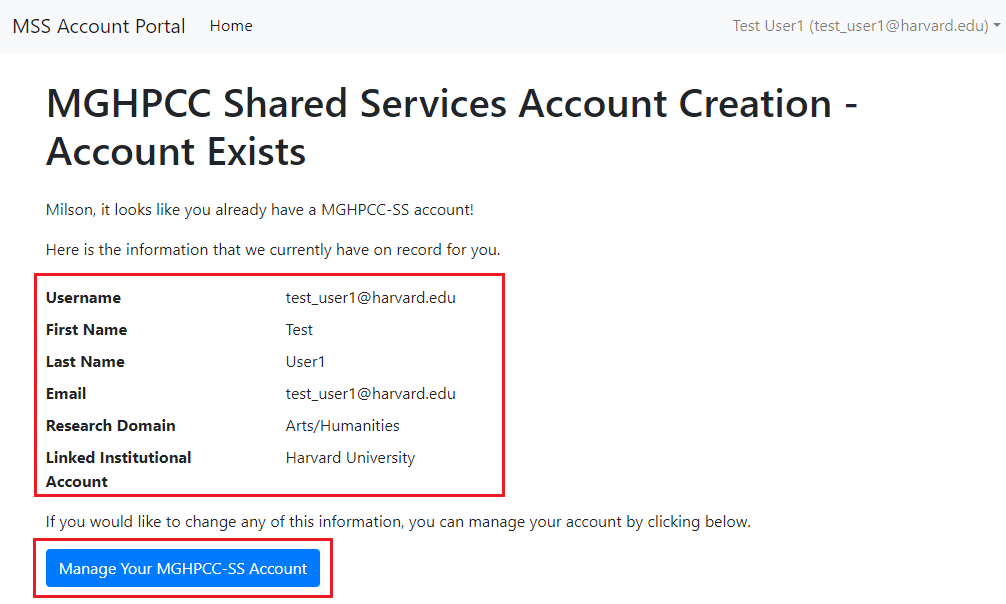 MSS Account Portal Home Test User1 (test_user1@harvard.edu)
MGHPCC Shared Services Account Creation -
Account Exists
Milson, it looks like you already have a MGHPCC-SS account!
Here is the information that we currently have on record for you.
Username test_user1@harvard.edu
First Name Test
Last Name User1
Email test_user1@harvard.edu
Research Domain Arts/Humanities
Linked Institutional Harvard University
Account
If you would like to change any of this information, you can manage your account by clicking below.
Manage Your MGHPCC-SS Account